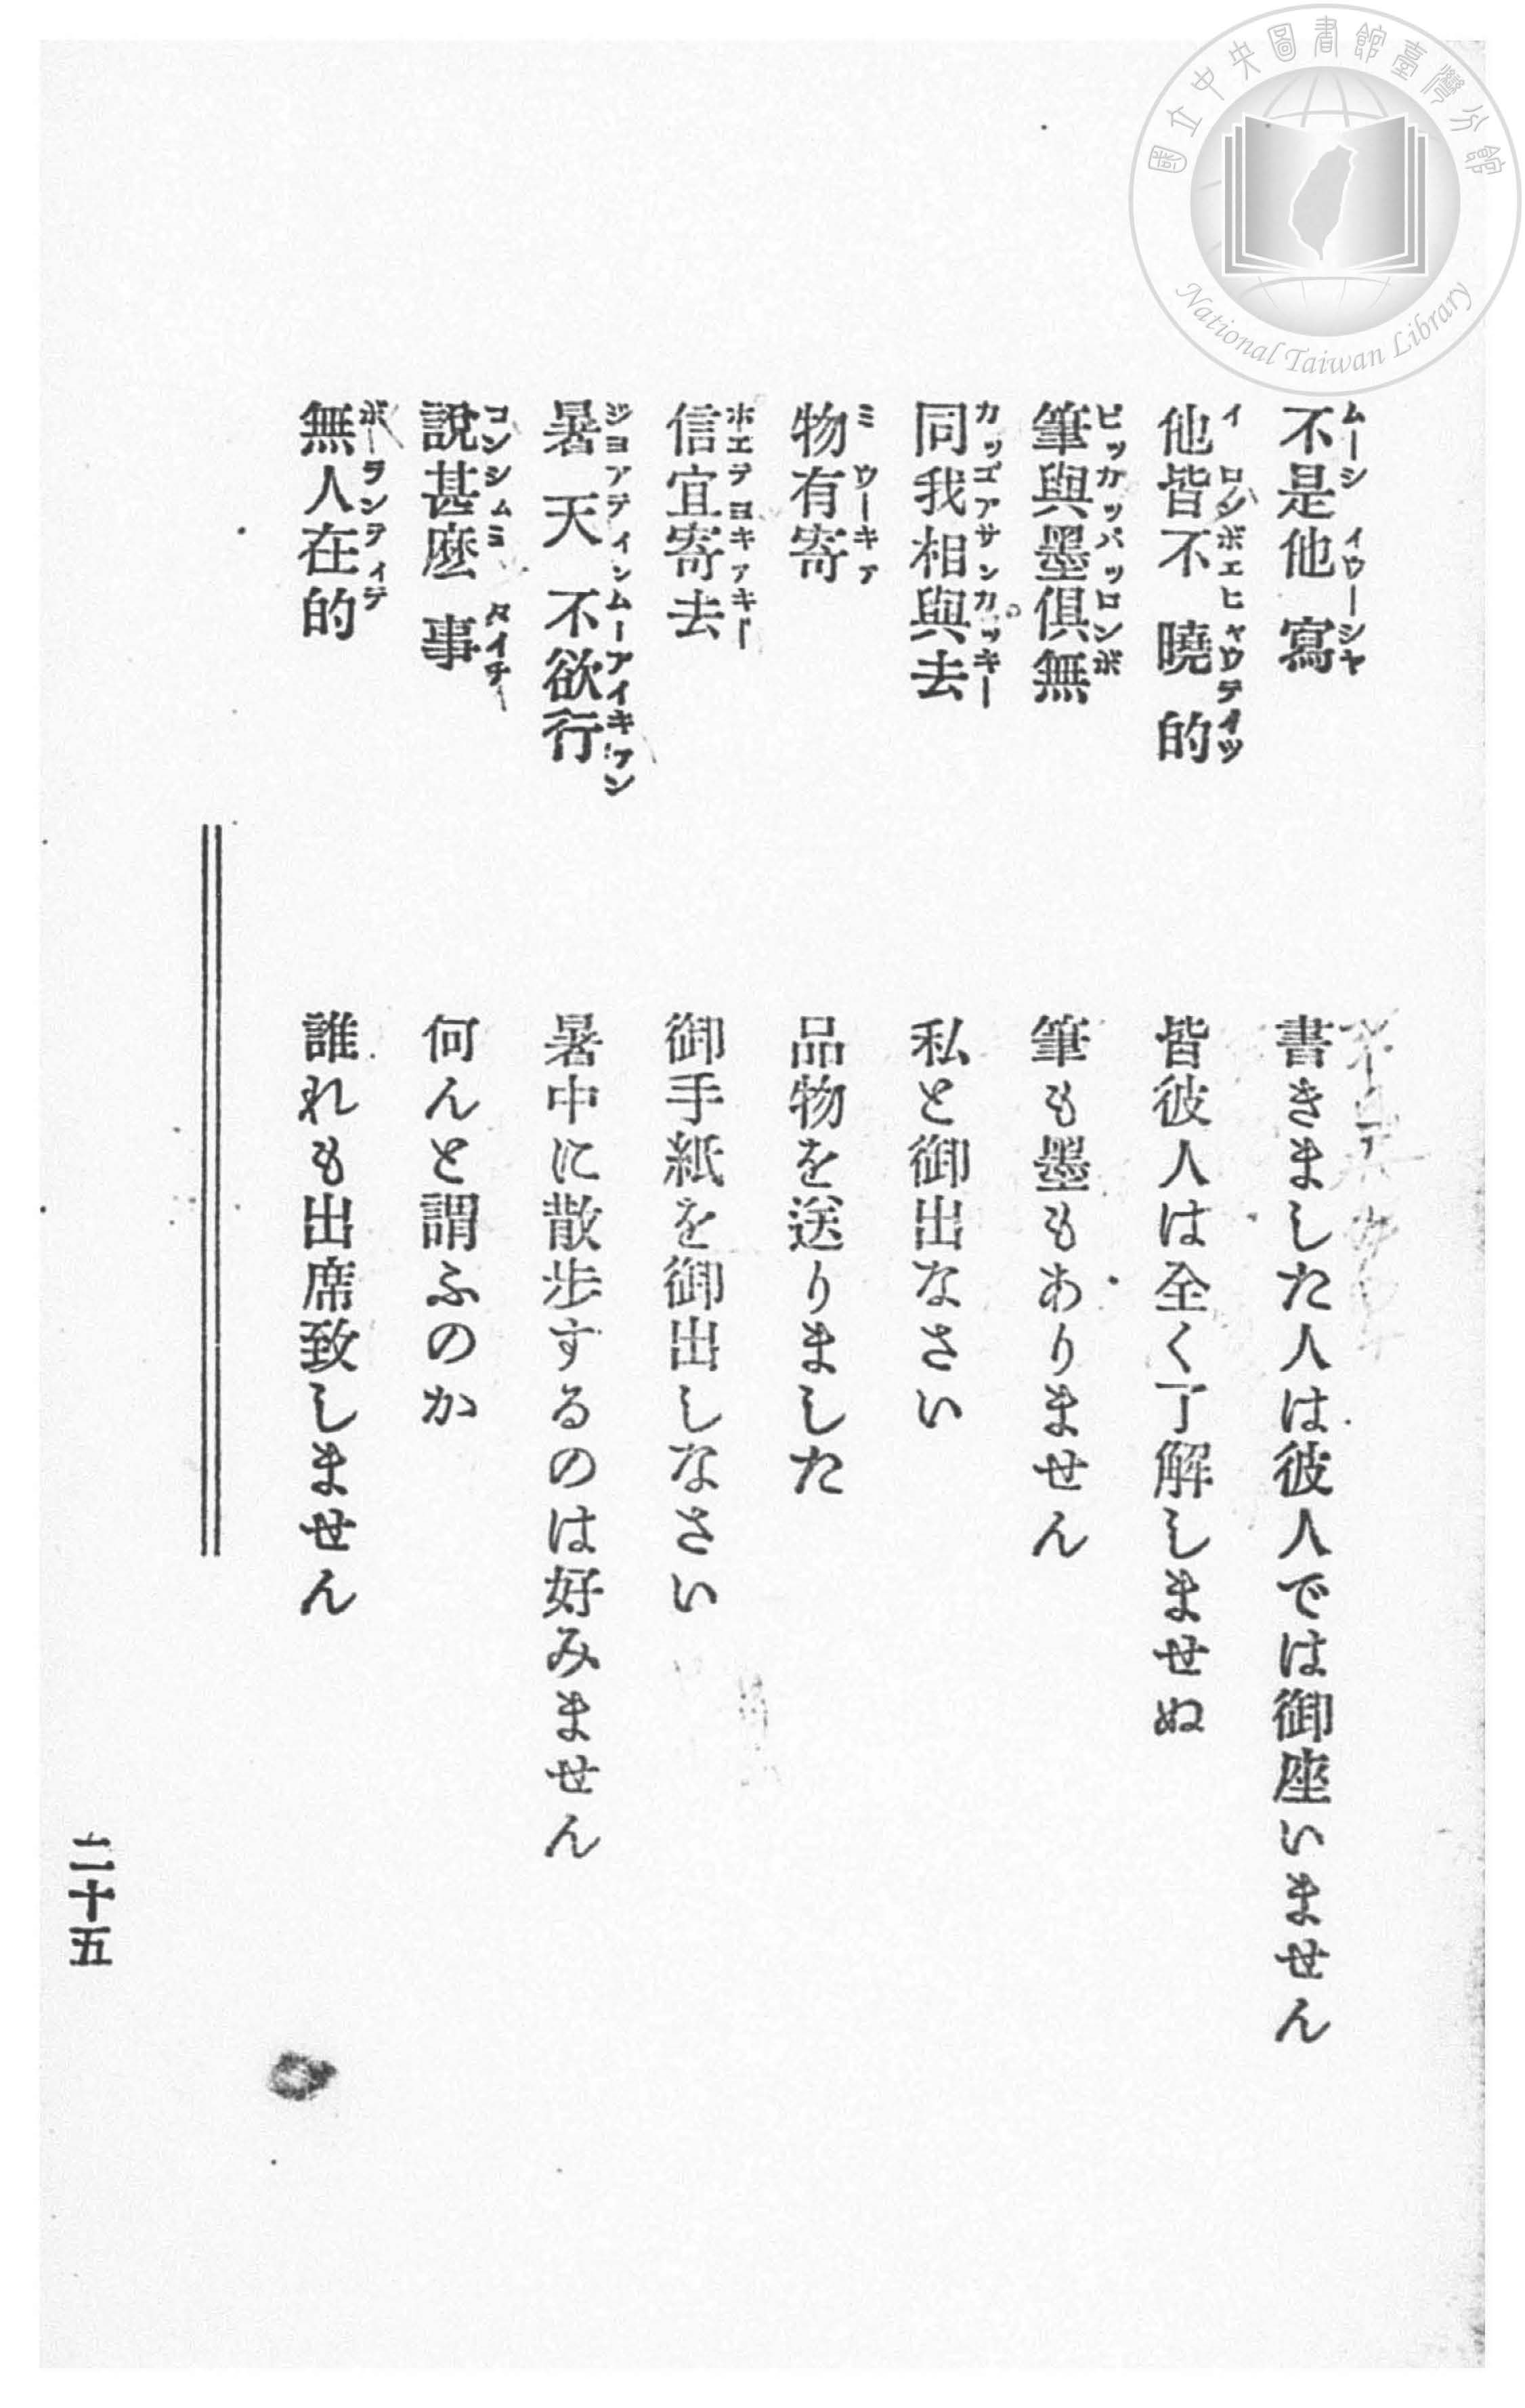 國立中央圖書館臺灣分館
National Taiwan Library
ムーシ イウーシヤ
不是他寫
書きました人は彼人では御座いません
イ ロンボエヒヤウテイツ
他皆不曉的
皆彼人は全く了解しませぬ
ピッカッバッロンボ
筆與墨俱無
筆も墨もありません
カッゴアサンカッキー
同我相與去
私と御出なさい
ミ ウーキア
物有寄
品物を送りました
ホエテヨキアキー
信宜寄去
御手紙を御出しなさい
ジヨアテインムーアイキアン
暑天不欲行
暑中に散歩するのは好みません
コンシムミ タイチ
說甚麽事
何んと謂ふのか
ボーランテイテ
無人在的
誰れも出席致しません
二十五